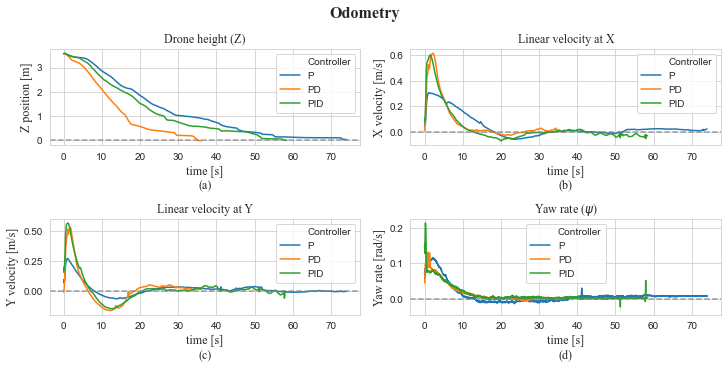 Odometry
Drone height (Z)
Z position [m]
3
2
1
0
Controller
P
PD
PID
0 10 20 30 40 50 60 70
time [s]
(a)
Linear velocity at X
X velocity [m/s]
0.6
0.4
0.2
0.0
Controller
P
PD
PID
0 10 20 30 40 50 60 70
time [s]
(b)
Linear velocity at Y
Y velocity [m/s]
0.50
0.25
0.00
Controller
P
PD
PID
0 10 20 30 40 50 60 70
time [s]
(c)
Yaw rate (ψ)
Yaw rate [rad/s]
0.2
0.1
0.0
Controller
P
PD
PID
0 10 20 30 40 50 60 70
time [s]
(d)